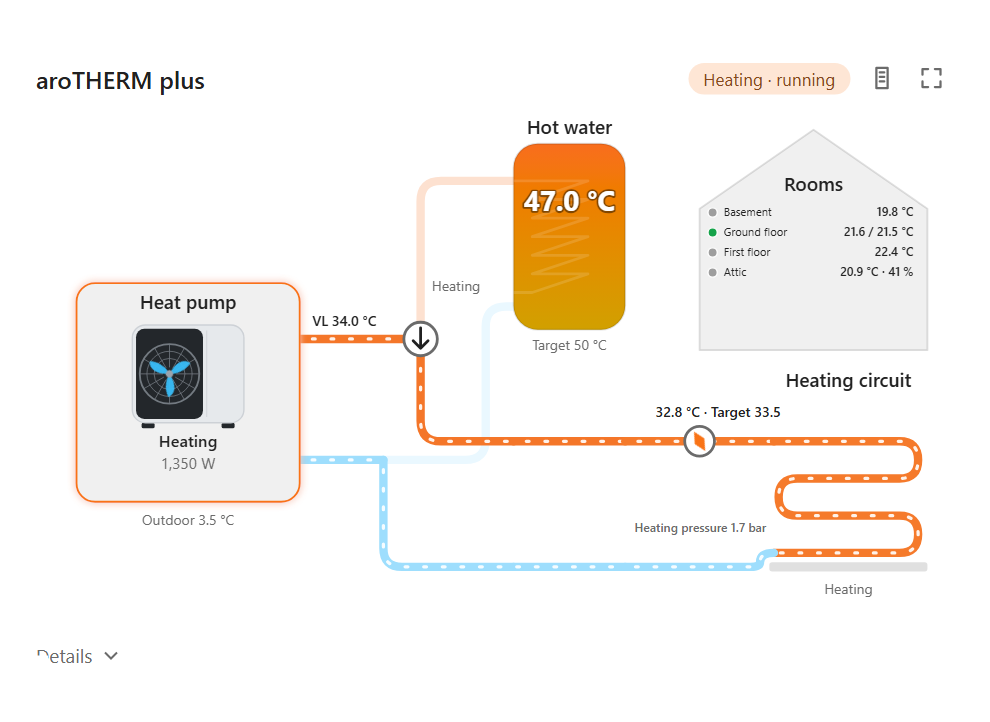 aroTHERM plus
Heating · running
Hot water
47.0 °C
Target 50 °C
Rooms
Basement 19.8 °C
Ground floor 21.6 / 21.5 °C
First floor 22.4 °C
Attic 20.9 °C · 41 %
Heating
Heat pump
VL 34.0 °C
Heating
1,350 W
Outdoor 3.5 °C
Heating circuit
32.8 °C · Target 33.5
Heating pressure 1.7 bar
Heating
Details